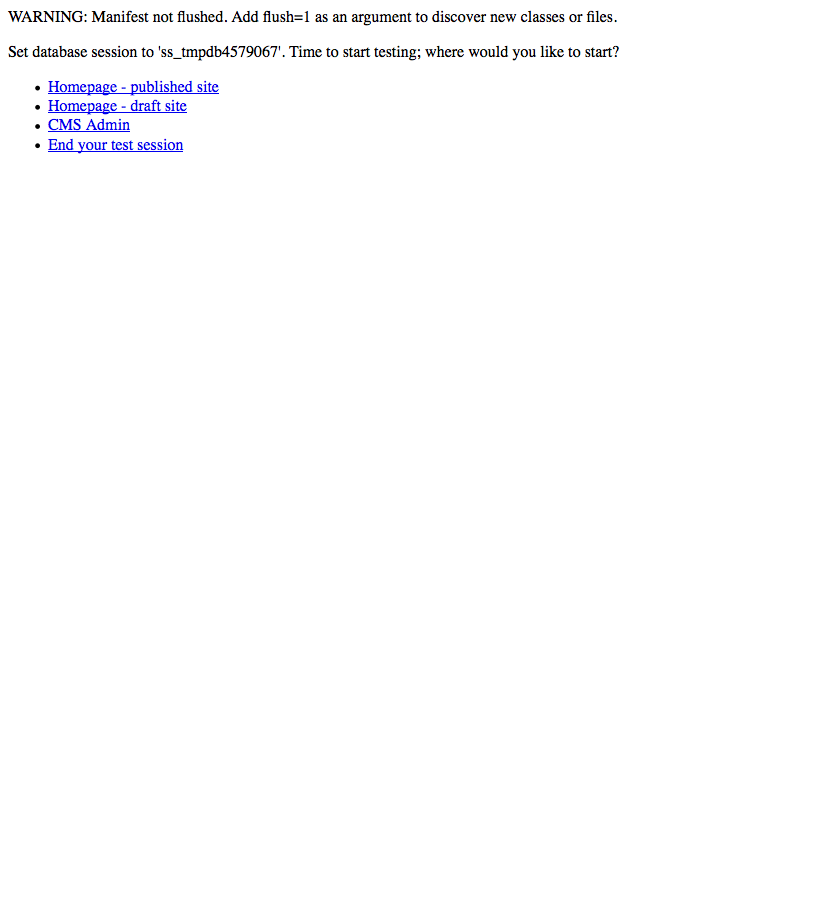 WARNING: Manifest not flushed. Add flush=1 as an argument to discover new classes or files.
Set database session to 'ss_tmpdb4579067'. Time to start testing; where would you like to start?
Homepage - published site
Homepage - draft site
CMS Admin
End your test session